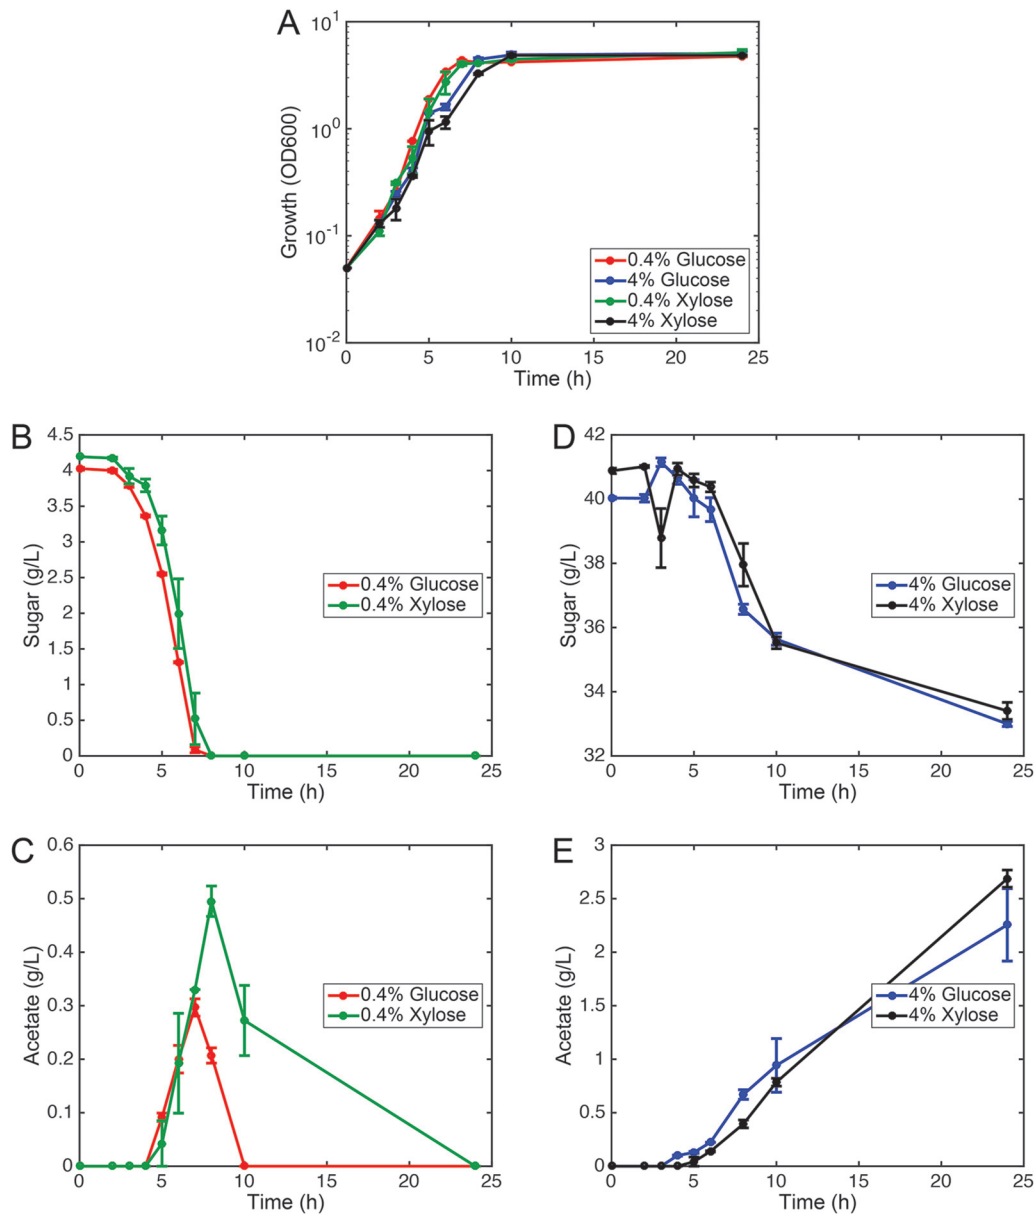 A
10^1
10^0
10^-1
10^-2
Growth (OD600)
0.4% Glucose
4% Glucose
0.4% Xylose
4% Xylose
0 5 10 15 20 25
Time (h)
B
4.5
4
3.5
3
2.5
2
1.5
1
0.5
0
Sugar (g/L)
0.4% Glucose
0.4% Xylose
0 5 10 15 20 25
Time (h)
D
42
40
38
36
34
32
Sugar (g/L)
4% Glucose
4% Xylose
0 5 10 15 20 25
Time (h)
C
0.6
0.5
0.4
0.3
0.2
0.1
0
Acetate (g/L)
0.4% Glucose
0.4% Xylose
0 5 10 15 20 25
Time (h)
E
3
2.5
2
1.5
1
0.5
0
Acetate (g/L)
4% Glucose
4% Xylose
0 5 10 15 20 25
Time (h)